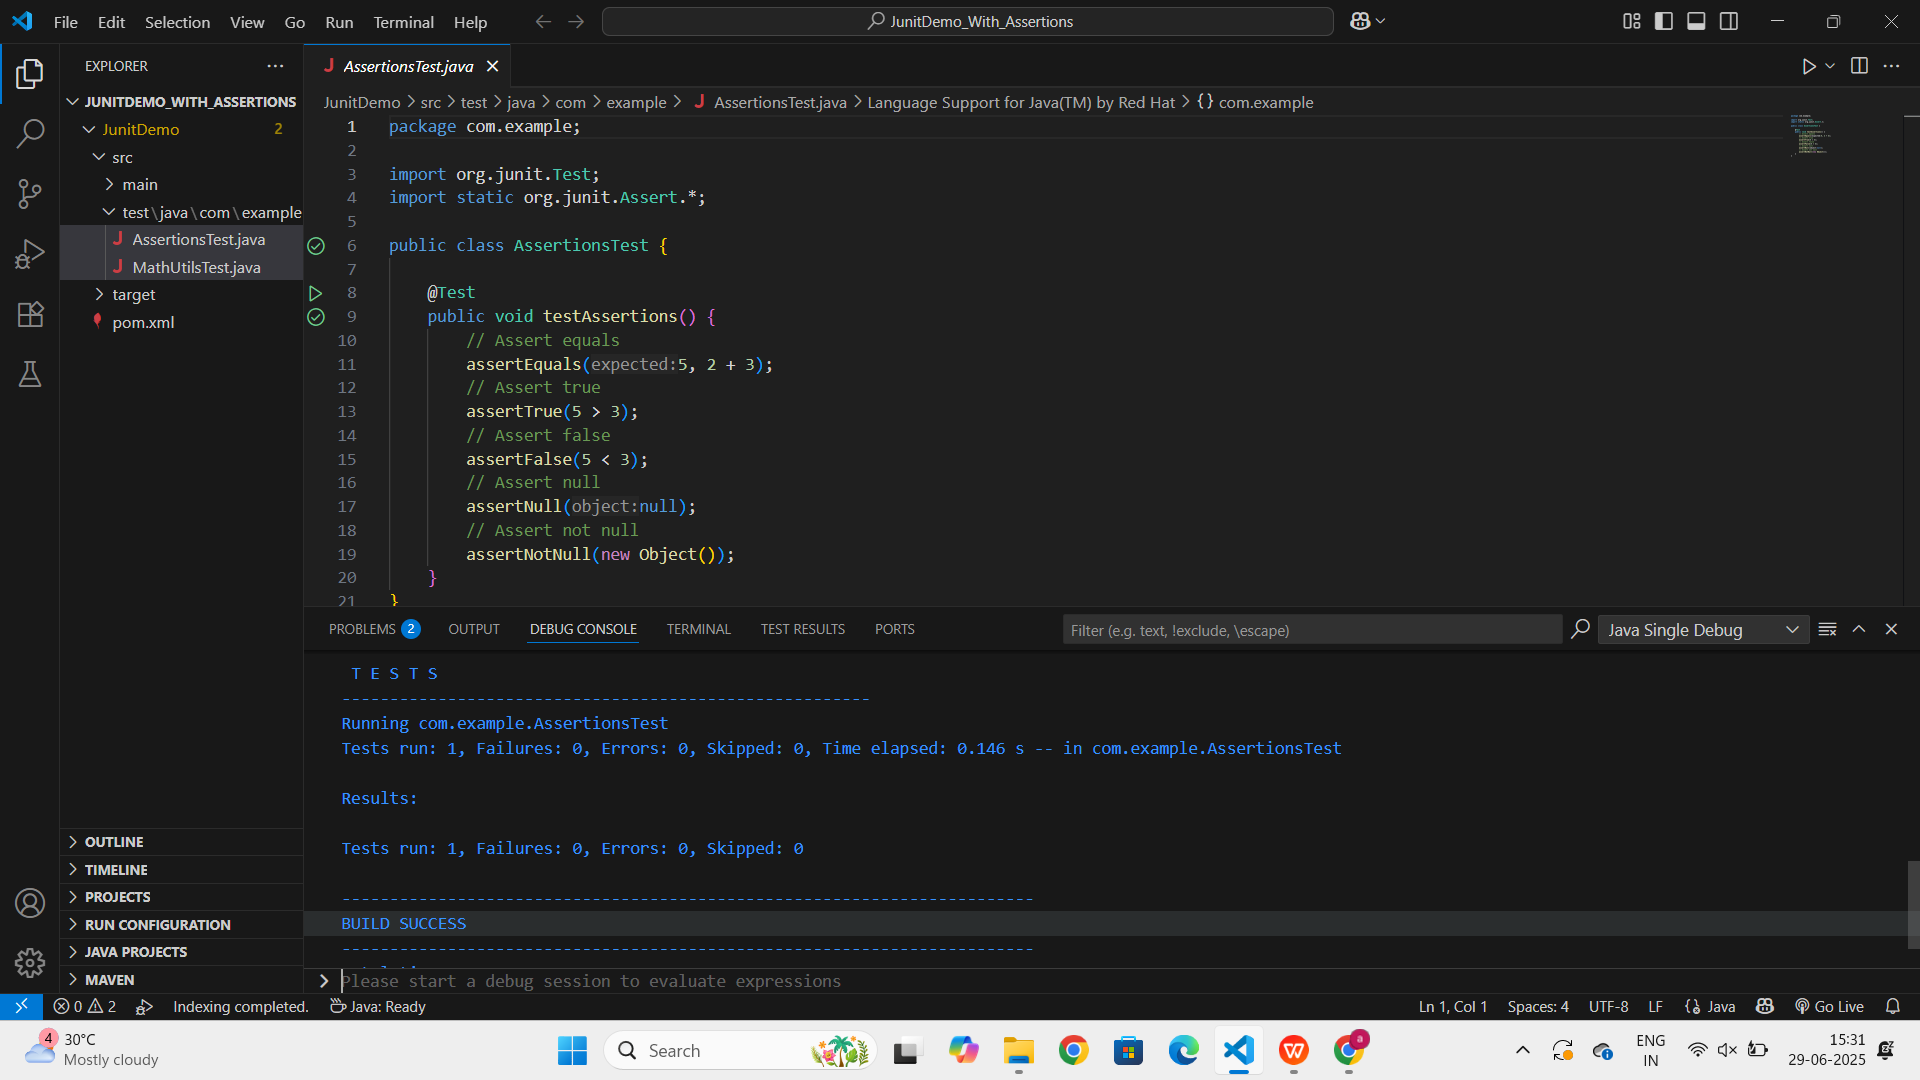 File Edit Selection View Go Run Terminal Help
JunitDemo_With_Assertions
EXPLORER
JUNITDEMO_WITH_ASSERTIONS
JunitDemo 2
src
main
test\java\com\example
AssertionsTest.java
MathUtilsTest.java
target
pom.xml
OUTLINE
TIMELINE
PROJECTS
RUN CONFIGURATION
JAVA PROJECTS
MAVEN
AssertionsTest.java
JunitDemo > src > test > java > com > example > AssertionsTest.java > Language Support for Java(TM) by Red Hat > {} com.example
1 package com.example;
2
3 import org.junit.Test;
4 import static org.junit.Assert.*;
5
6 public class AssertionsTest {
7
8 @Test
9 public void testAssertions() {
10 // Assert equals
11 assertEquals(expected:5, 2 + 3);
12 // Assert true
13 assertTrue(5 > 3);
14 // Assert false
15 assertFalse(5 < 3);
16 // Assert null
17 assertNull(object:null);
18 // Assert not null
19 assertNotNull(new Object());
20 }
21 }
PROBLEMS 2 OUTPUT DEBUG CONSOLE TERMINAL TEST RESULTS PORTS
Filter (e.g. text, !exclude, \escape)
Java Single Debug
T E S T S
-------------------------------------------------------
Running com.example.AssertionsTest
Tests run: 1, Failures: 0, Errors: 0, Skipped: 0, Time elapsed: 0.146 s -- in com.example.AssertionsTest
Results:
Tests run: 1, Failures: 0, Errors: 0, Skipped: 0
------------------------------------------------------------------------
BUILD SUCCESS
------------------------------------------------------------------------
Please start a debug session to evaluate expressions
0 2 Indexing completed. Java: Ready
Ln 1, Col 1 Spaces: 4 UTF-8 LF {} Java Go Live
4
30°C
Mostly cloudy
Search
a
ENG
IN
15:31
29-06-2025